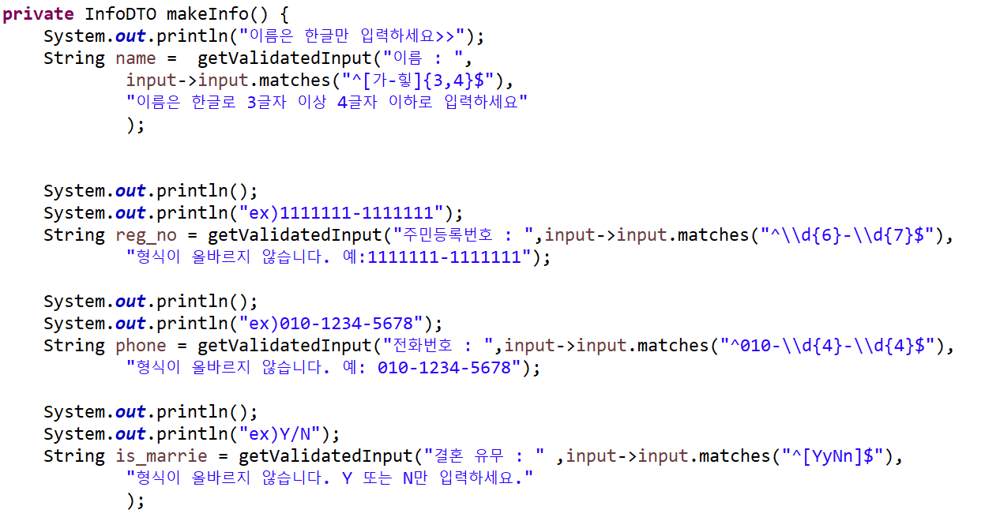 private InfoDTO makeInfo() {
System.out.println("이름은 한글만 입력하세요>>");
String name =  getValidatedInput("이름 : ",
input->input.matches("^[가-힣]{3,4}$"),
"이름은 한글로 3글자 이상 4글자 이하로 입력하세요"
);
System.out.println();
System.out.println("ex)1111111-1111111");
String reg_no = getValidatedInput("주민등록번호 : ",input->input.matches("^\\d{6}-\\d{7}$"),
"형식이 올바르지 않습니다. 예:1111111-1111111");
System.out.println();
System.out.println("ex)010-1234-5678");
String phone = getValidatedInput("전화번호 : ",input->input.matches("^010-\\d{4}-\\d{4}$"),
"형식이 올바르지 않습니다. 예: 010-1234-5678");
System.out.println();
System.out.println("ex)Y/N");
String is_marrie = getValidatedInput("결혼 유무 : " ,input->input.matches("^[YyNn]$"),
"형식이 올바르지 않습니다. Y 또는 N만 입력하세요."
);